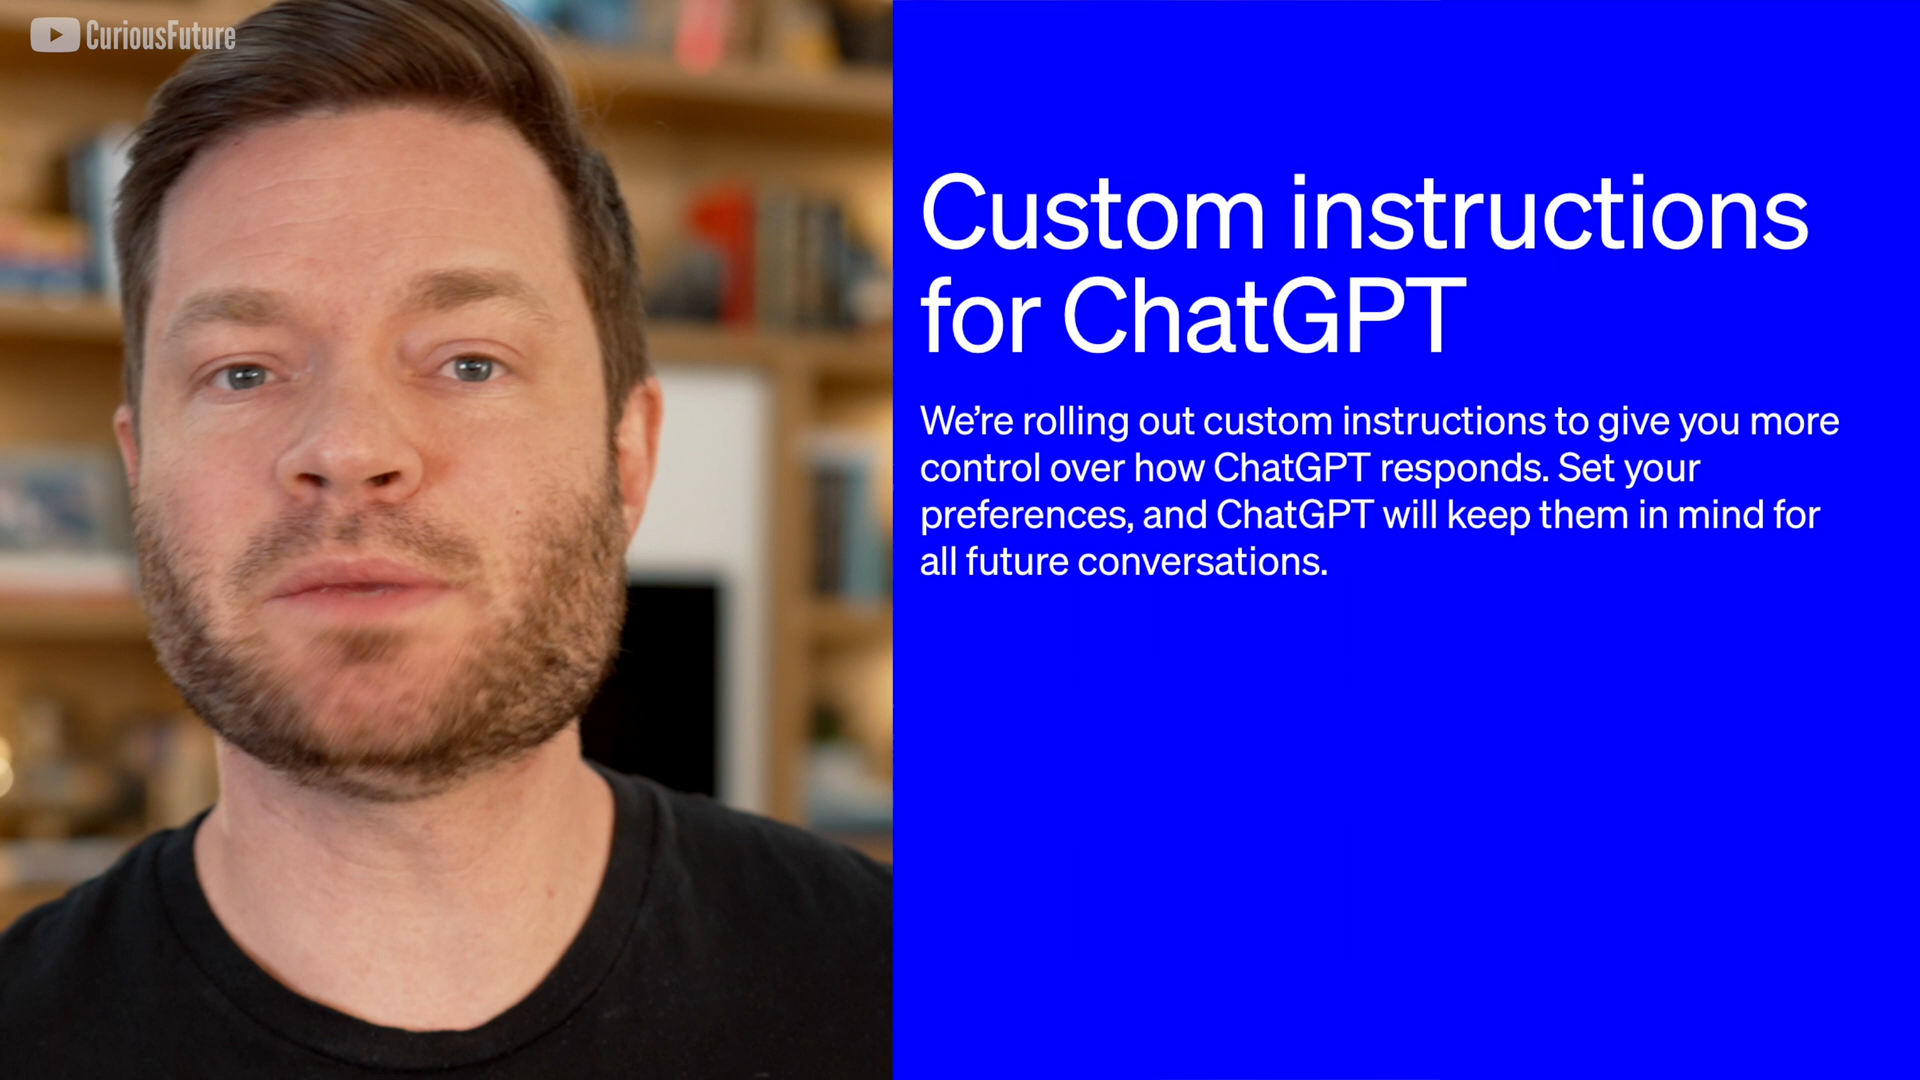 CuriousFuture
Custom instructions
for ChatGPT
We’re rolling out custom instructions to give you more
control over how ChatGPT responds. Set your
preferences, and ChatGPT will keep them in mind for
all future conversations.